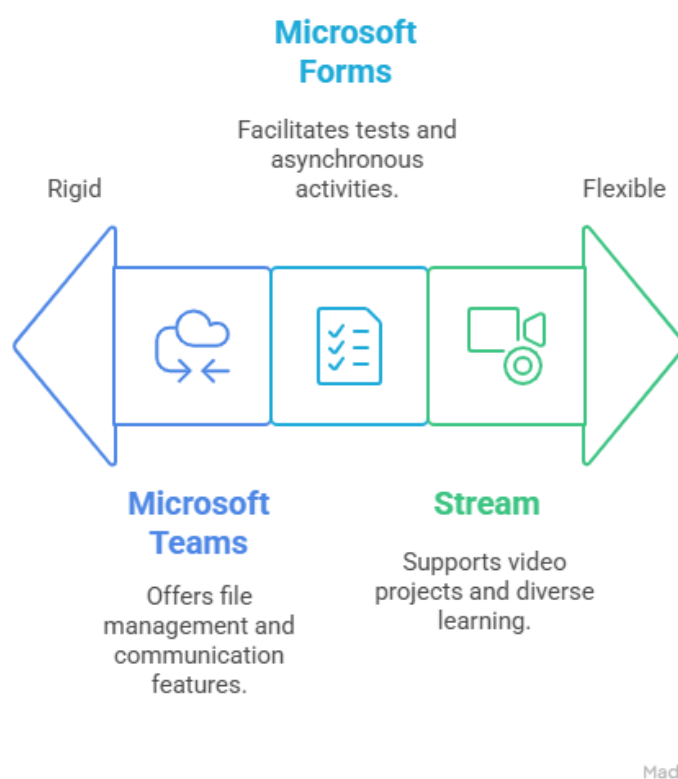 Microsoft
Forms
Facilitates tests and
asynchronous
activities.
Rigid
Flexible
Microsoft
Teams
Offers file
management and
communication
features.
Stream
Supports video
projects and diverse
learning.
Mad